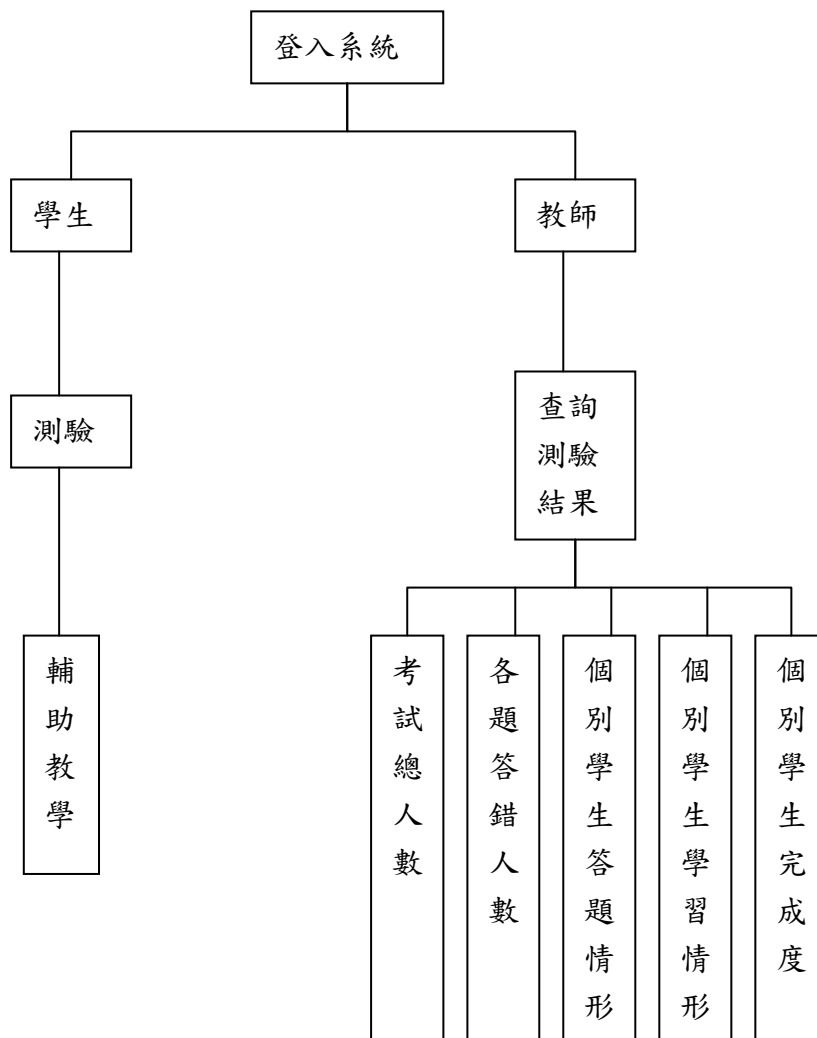 登入系統
學生
教師
測驗
查詢
測驗
結果
輔助教學
考試總人數
各題答錯人數
個別學生答題情形
個別學生學習情形
個別學生完成度